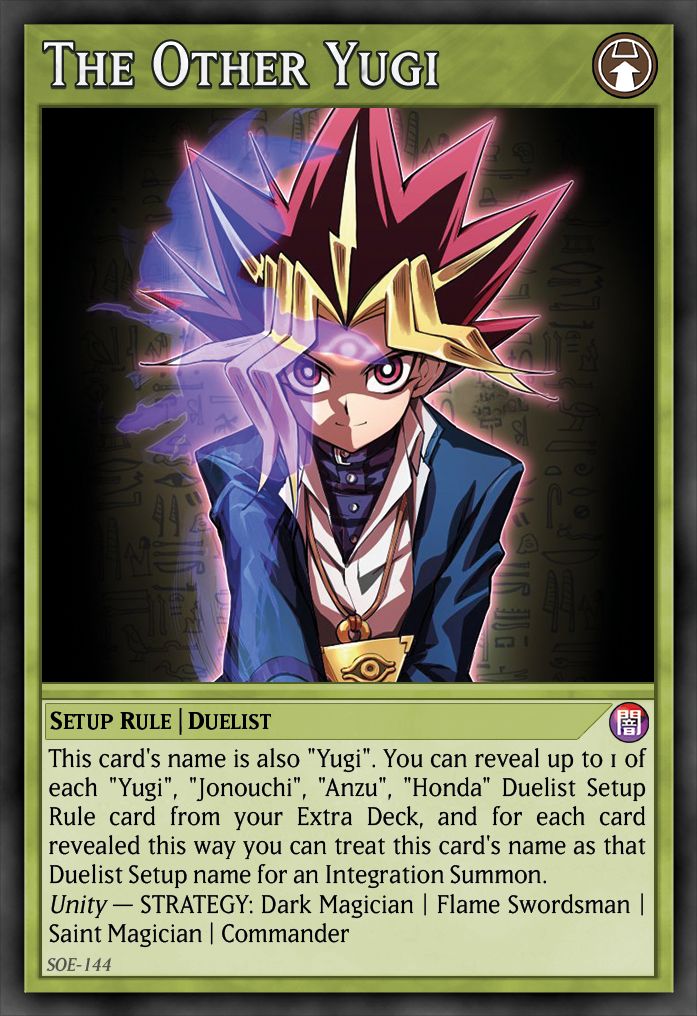 The Other Yugi
Setup Rule | Duelist
闇
This card's name is also "Yugi". You can reveal up to 1 of
each "Yugi", "Jonouchi", "Anzu", "Honda" Duelist Setup
Rule card from your Extra Deck, and for each card
revealed this way you can treat this card's name as that
Duelist Setup name for an Integration Summon.
Unity — STRATEGY: Dark Magician | Flame Swordsman |
Saint Magician | Commander
SOE-144